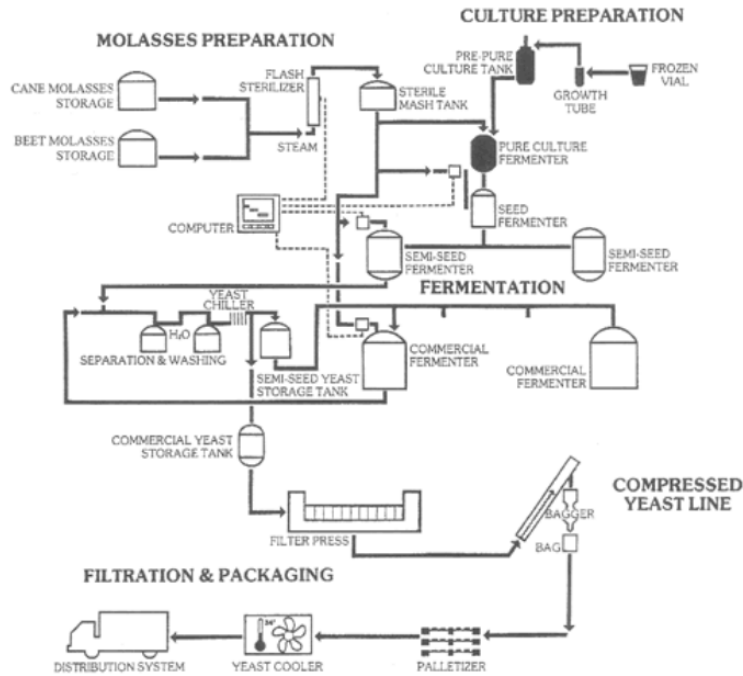 CULTURE PREPARATION
MOLASSES PREPARATION
PRE-PURE
CULTURE TANK
FROZEN
VIAL
GROWTH
TUBE
FLASH
STERILIZER
CANE MOLASSES
STORAGE
STERILE
MASH TANK
BEET MOLASSES
STORAGE
STEAM
PURE CULTURE
FERMENTER
COMPUTER
SEED
FERMENTER
SEMI-SEED
FERMENTER
SEMI-SEED
FERMENTER
FERMENTATION
YEAST
CHILLER
H₂O
SEPARATION & WASHING
SEMI-SEED YEAST
STORAGE TANK
COMMERCIAL
FERMENTER
COMMERCIAL
FERMENTER
COMMERCIAL YEAST
STORAGE TANK
COMPRESSED
YEAST LINE
BAGGER
BAG
FILTER PRESS
FILTRATION & PACKAGING
34°
DISTRIBUTION SYSTEM
YEAST COOLER
PALLETIZER